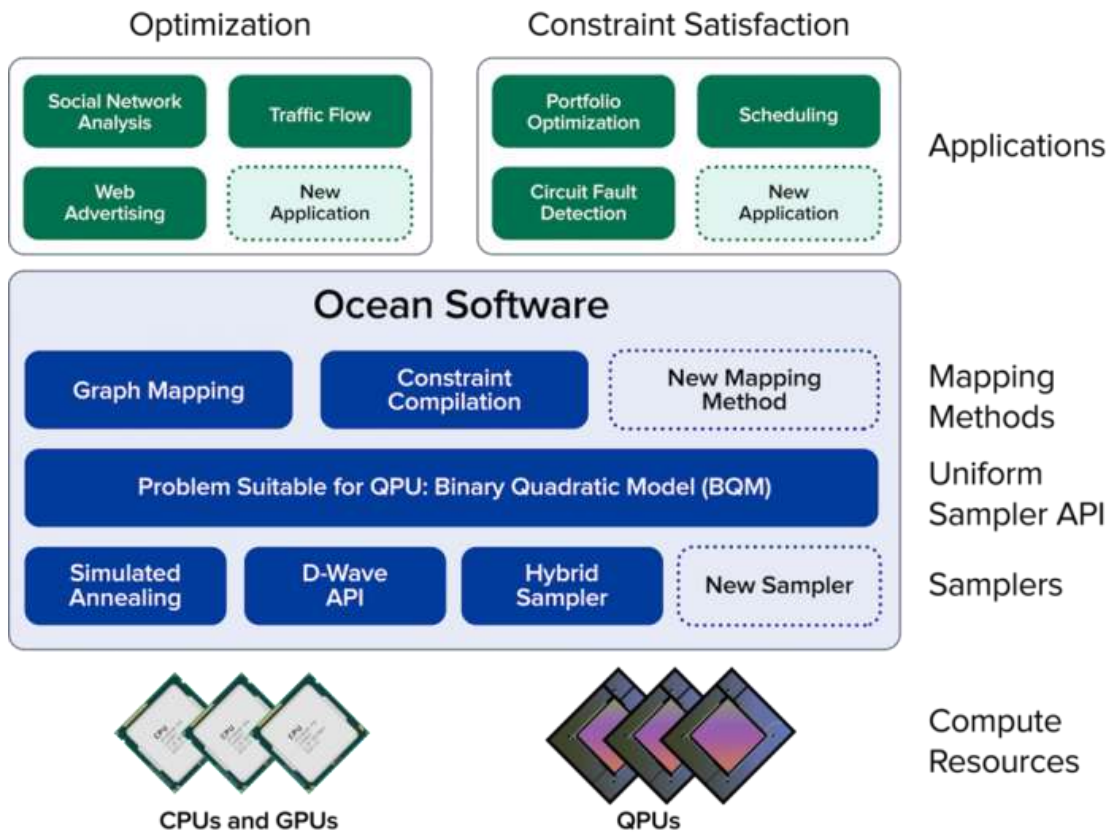 Optimization
Constraint Satisfaction
Social Network
Analysis
Traffic Flow
Web
Advertising
New
Application
Portfolio
Optimization
Scheduling
Circuit Fault
Detection
New
Application
Applications
Ocean Software
Graph Mapping
Constraint
Compilation
New Mapping
Method
Mapping
Methods
Problem Suitable for QPU: Binary Quadratic Model (BQM)
Uniform
Sampler API
Simulated
Annealing
D-Wave
API
Hybrid
Sampler
New Sampler
Samplers
CPU
CPU
CPU
CPUs and GPUs
QPUs
Compute
Resources